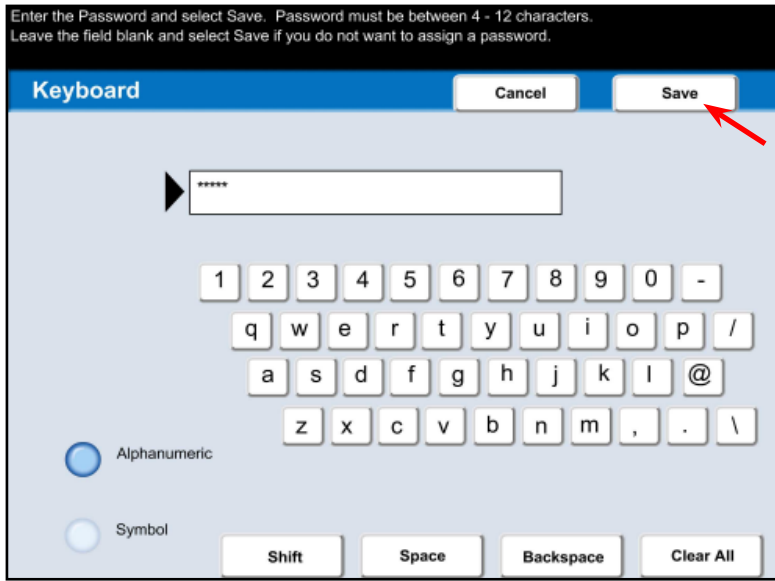 Enter the Password and select Save. Password must be between 4 - 12 characters.
Leave the field blank and select Save if you do not want to assign a password.
Keyboard Cancel Save
*****
1 2 3 4 5 6 7 8 9 0 -
q w e r t y u i o p /
a s d f g h j k l @
z x c v b n m , . \
Alphanumeric
Symbol
Shift Space Backspace Clear All